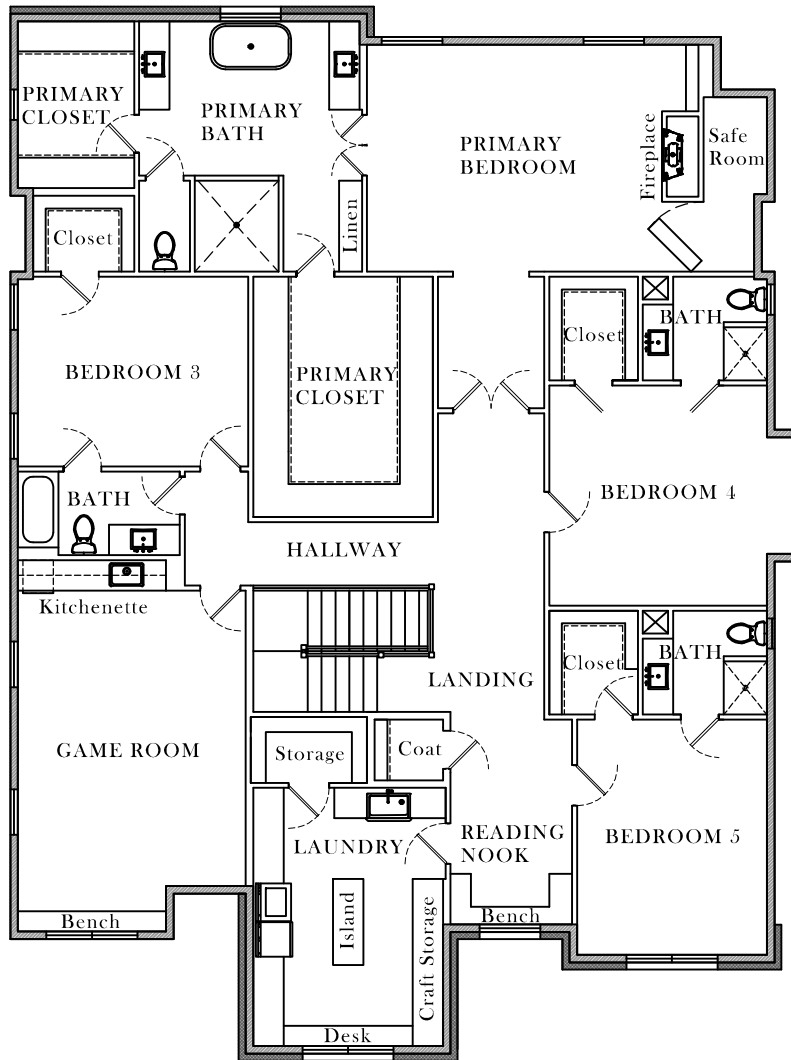 PRIMARY
CLOSET
PRIMARY
BATH
PRIMARY
BEDROOM
Fireplace
Safe
Room
Closet
Linen
BEDROOM 3
PRIMARY
CLOSET
Closet
BATH
BATH
BEDROOM 4
HALLWAY
Kitchenette
Closet
BATH
LANDING
GAME ROOM
Storage
Coat
LAUNDRY
READING
NOOK
BEDROOM 5
Island
Craft Storage
Bench
Bench
Desk